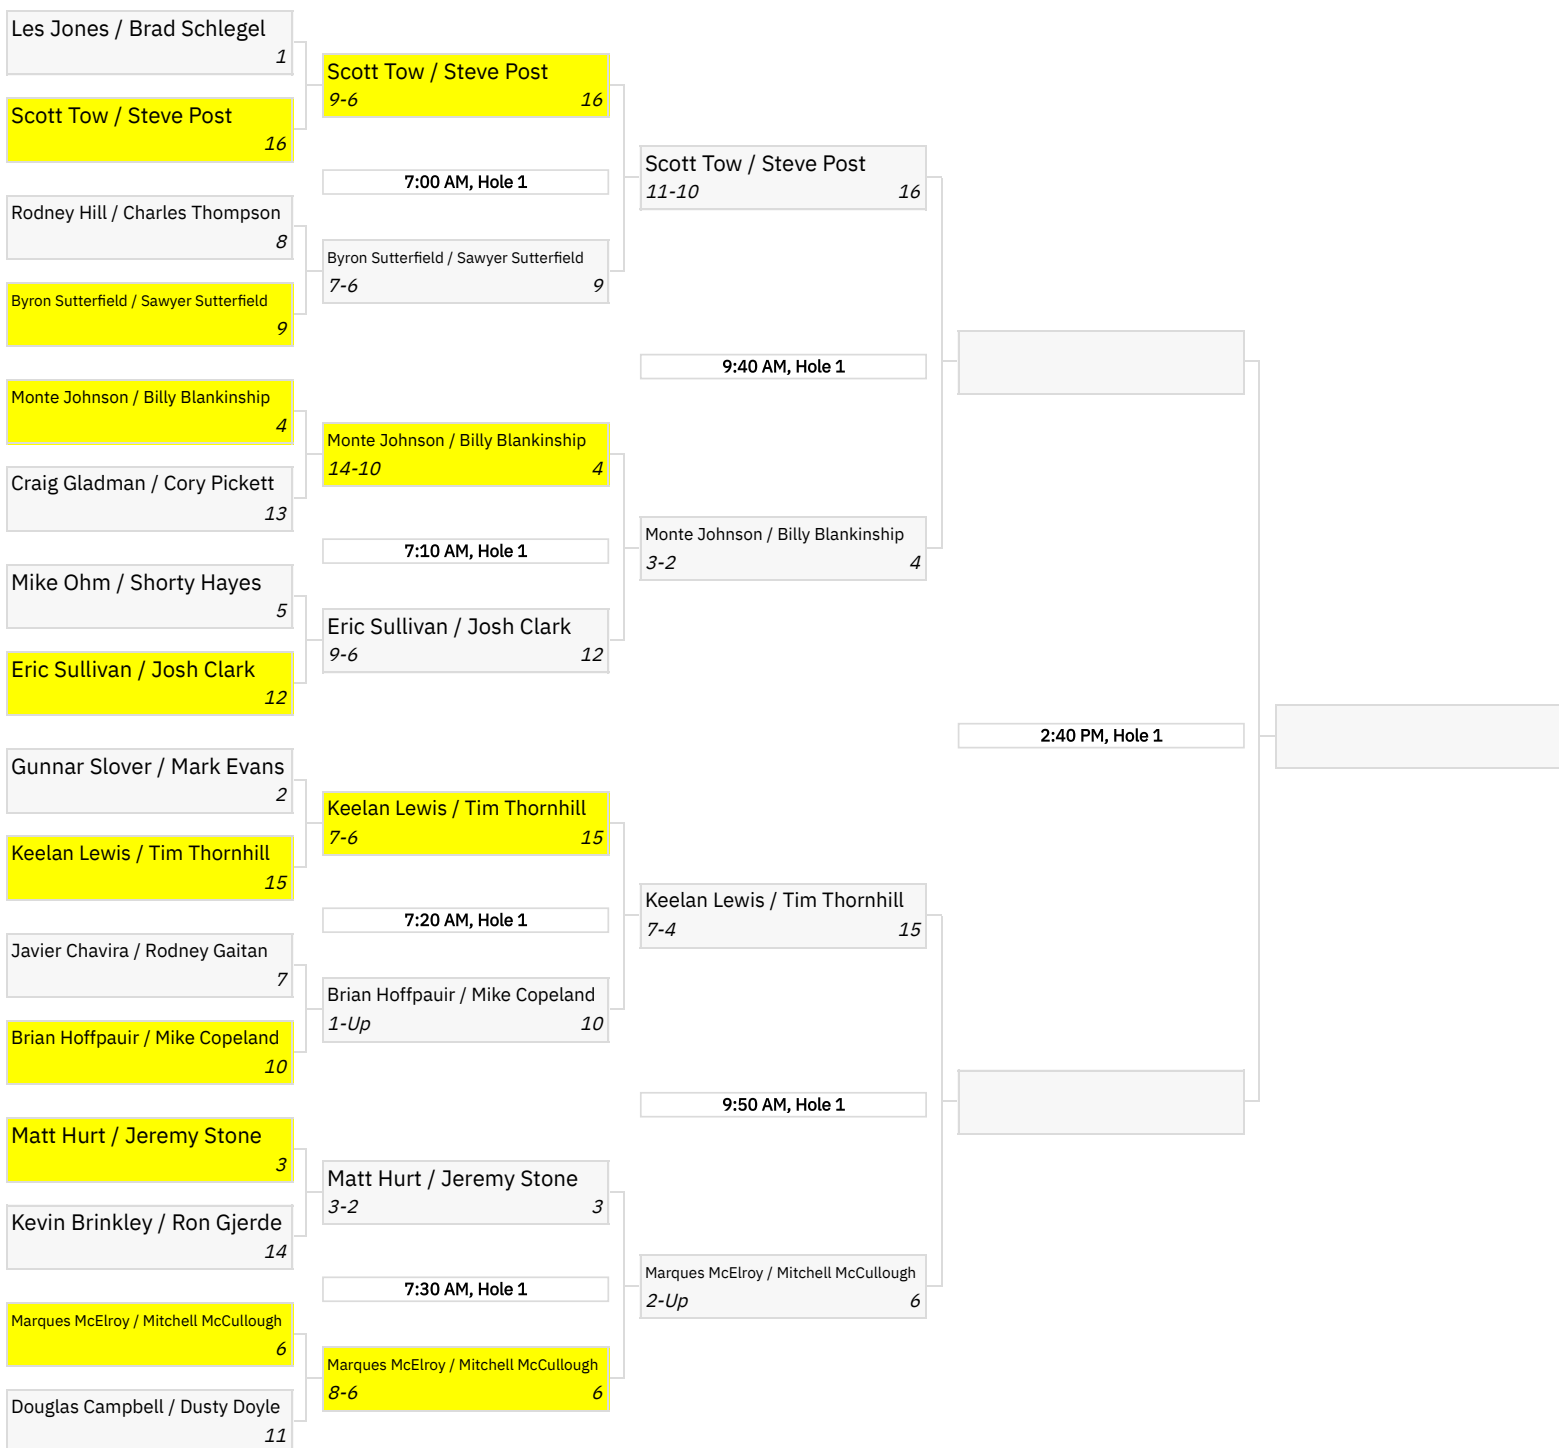 Les Jones / Brad Schlegel
1
Scott Tow / Steve Post
16
Rodney Hill / Charles Thompson
8
Byron Sutterfield / Sawyer Sutterfield
9
Monte Johnson / Billy Blankinship
4
Craig Gladman / Cory Pickett
13
Mike Ohm / Shorty Hayes
5
Eric Sullivan / Josh Clark
12
Gunnar Slover / Mark Evans
2
Keelan Lewis / Tim Thornhill
15
Javier Chavira / Rodney Gaitan
7
Brian Hoffpauir / Mike Copeland
10
Matt Hurt / Jeremy Stone
3
Kevin Brinkley / Ron Gjerde
14
Marques McElroy / Mitchell McCullough
6
Douglas Campbell / Dusty Doyle
11
Scott Tow / Steve Post
9-6 16
7:00 AM, Hole 1
Byron Sutterfield / Sawyer Sutterfield
7-6 9
Monte Johnson / Billy Blankinship
14-10 4
7:10 AM, Hole 1
Eric Sullivan / Josh Clark
9-6 12
Keelan Lewis / Tim Thornhill
7-6 15
7:20 AM, Hole 1
Brian Hoffpauir / Mike Copeland
1-Up 10
Matt Hurt / Jeremy Stone
3-2 3
7:30 AM, Hole 1
Marques McElroy / Mitchell McCullough
8-6 6
Scott Tow / Steve Post
11-10 16
9:40 AM, Hole 1
Monte Johnson / Billy Blankinship
3-2 4
Keelan Lewis / Tim Thornhill
7-4 15
9:50 AM, Hole 1
Marques McElroy / Mitchell McCullough
2-Up 6
2:40 PM, Hole 1